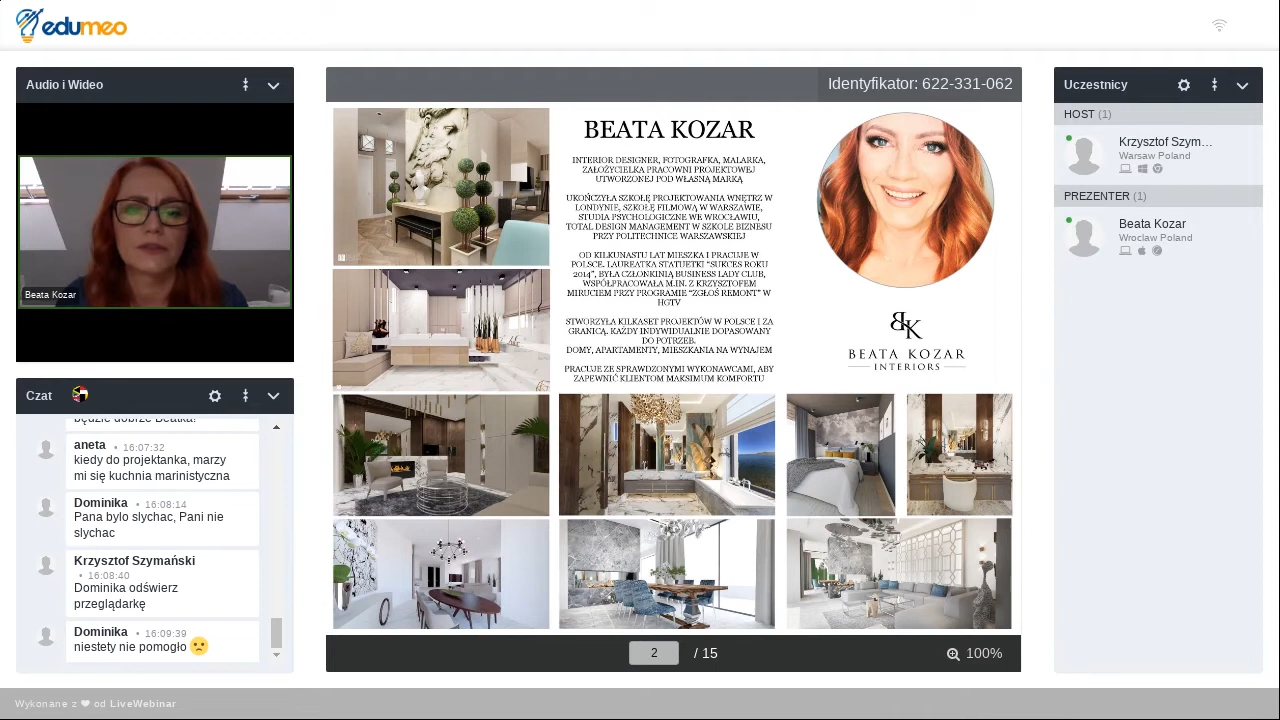 edumeo
Audio i Wideo
Beata Kozar
Czat
będzie dobrze Beatka!
aneta • 16:07:32
kiedy do projektanka, marzy
mi się kuchnia marinistyczna
Dominika • 16:08:14
Pana bylo slychac, Pani nie
slychac
Krzysztof Szymański
• 16:08:40
Dominika odświerz
przeglądarkę
Dominika • 16:09:39
niestety nie pomogło
Identyfikator: 622-331-062
BEATA KOZAR
INTERIOR DESIGNER, FOTOGRAFKA, MALARKA,
ZAŁOŻYCIELKA PRACOWNI PROJEKTOWEJ
UTWORZONEJ POD WŁASNĄ MARKĄ
UKOŃCZYŁA SZKOŁĘ PROJEKTOWANIA WNĘTRZ W
LONDYNIE, SZKOŁĘ FILMOWĄ W WARSZAWIE,
STUDIA PSYCHOLOGICZNE WE WROCŁAWIU,
TOTAL DESIGN MANAGEMENT W SZKOLE BIZNESU
PRZY POLITECHNICE WARSZAWSKIEJ
OD KILKUNASTU LAT MIESZKA I PRACUJE W
POLSCE. LAUREATKA STATUETKI "SUKCES ROKU
2014", BYŁA CZŁONKINIĄ BUSINESS LADY CLUB,
WSPÓŁPRACOWAŁA M.IN. Z KRZYSZTOFEM
MIRUCIEM PRZY PROGRAMIE "ZGŁOŚ REMONT" W
HGTV
STWORZYŁA KILKASET PROJEKTÓW W POLSCE I ZA
GRANICĄ. KAŻDY INDYWIDUALNIE DOPASOWANY
DO POTRZEB.
DOMY, APARTAMENTY, MIESZKANIA NA WYNAJEM
PRACUJE ZE SPRAWDZONYMI WYKONAWCAMI, ABY
ZAPEWNIĆ KLIENTOM MAKSIMUM KOMFORTU
BK
BEATA KOZAR
INTERIORS
2 / 15
100%
Uczestnicy
HOST (1)
Krzysztof Szym...
Warsaw Poland
PREZENTER (1)
Beata Kozar
Wroclaw Poland
Wykonane z ❤ od LiveWebinar